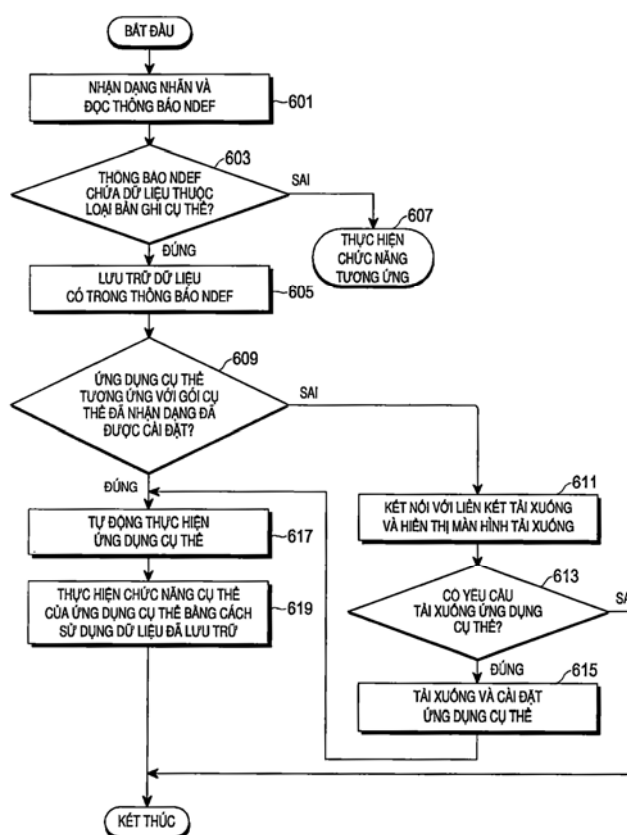 BẮT ĐẦU
NHẬN DẠNG NHÃN VÀ
ĐỌC THÔNG BÁO NDEF
601
603
THÔNG BÁO NDEF
CHỨA DỮ LIỆU THUỘC
LOẠI BẢN GHI CỤ THỂ?
SAI
607
THỰC HIỆN
CHỨC NĂNG
TƯƠNG ỨNG
ĐÚNG
LƯU TRỮ DỮ LIỆU
CÓ TRONG THÔNG BÁO NDEF
605
609
ỨNG DỤNG CỤ THỂ
TƯƠNG ỨNG VỚI GÓI CỤ
THỂ ĐÃ NHẬN DẠNG ĐÃ
ĐƯỢC CÀI ĐẶT?
SAI
ĐÚNG
611
KẾT NỐI VỚI LIÊN KẾT TẢI XUỐNG
VÀ HIỂN THỊ MÀN HÌNH TẢI XUỐNG
TỰ ĐỘNG THỰC HIỆN
ỨNG DỤNG CỤ THỂ
617
613
CÓ YÊU CẦU
TẢI XUỐNG ỨNG DỤNG
CỤ THỂ?
THỰC HIỆN CHỨC NĂNG CỤ THỂ
CỦA ỨNG DỤNG CỤ THỂ BẰNG CÁCH
SỬ DỤNG DỮ LIỆU ĐÃ LƯU TRỮ
619
ĐÚNG
615
TẢI XUỐNG VÀ CÀI ĐẶT
ỨNG DỤNG CỤ THỂ
KẾT THÚC